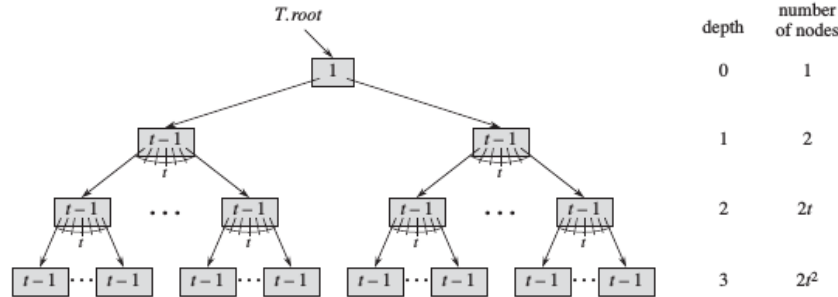 T.root
depth
number
of nodes
1
0
1
t – 1
t – 1
1
2
t
t
t – 1
...
t – 1
t – 1
...
t – 1
2
2t
t
t
t
t
t – 1 ... t – 1
t – 1 ... t – 1
t – 1 ... t – 1
t – 1 ... t – 1
3
2t²